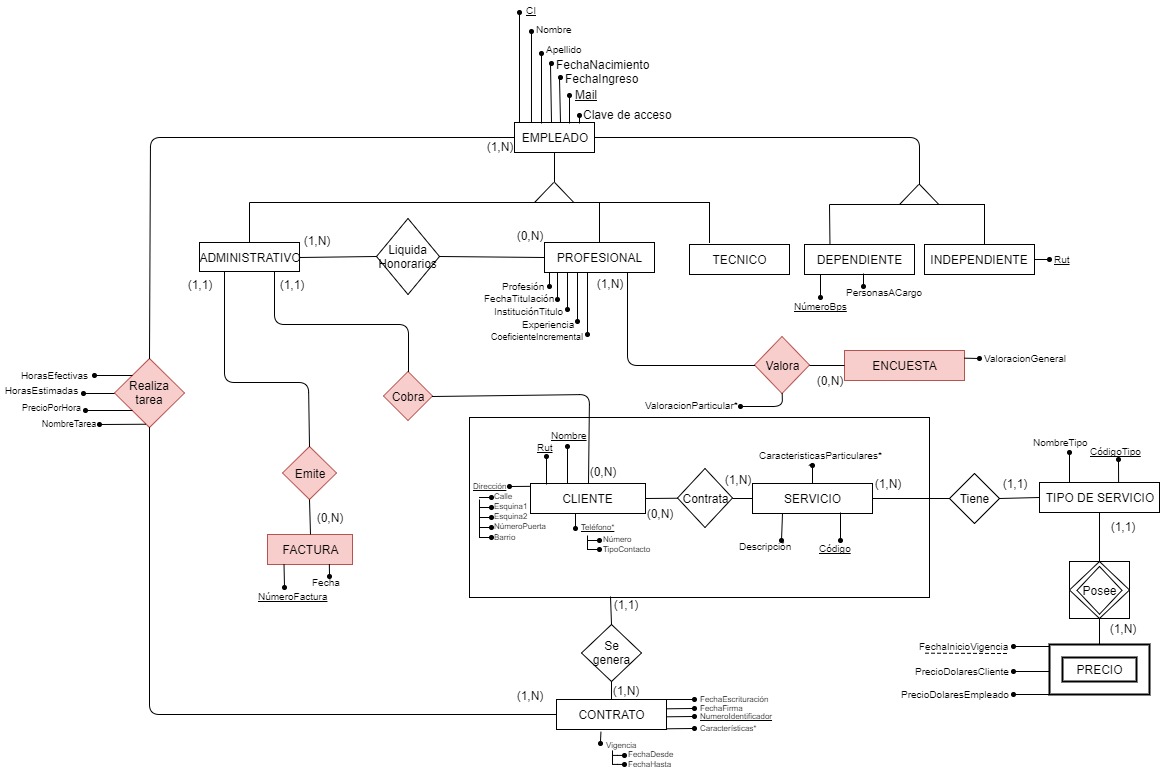 CI
Nombre
Apellido
FechaNacimiento
FechaIngreso
Mail
Clave de acceso
EMPLEADO
(1,N)
(1,N)
(0,N)
Liquida
Honorarios
ADMINISTRATIVO
PROFESIONAL
TECNICO
DEPENDIENTE
INDEPENDIENTE
Rut
(1,1)
(1,1)
(1,N)
Profesión
FechaTitulación
InstituciónTitulo
Experiencia
CoeficienteIncremental
PersonasACargo
NúmeroBps
HorasEfectivas
HorasEstimadas
PrecioPorHora
NombreTarea
Realiza
tarea
Cobra
Valora
ENCUESTA
ValoracionGeneral
(0,N)
ValoracionParticular*
Emite
(0,N)
FACTURA
Fecha
NúmeroFactura
Nombre
Rut
(0,N)
Dirección
Calle
Esquina1
Esquina2
NúmeroPuerta
Barrio
CLIENTE
(0,N)
Teléfono*
Número
TipoContacto
Contrata
(1,N)
CaracteristicasParticulares*
SERVICIO
(1,N)
Descripción
Código
Tiene
(1,1)
NombreTipo
CódigoTipo
TIPO DE SERVICIO
(1,1)
Posee
(1,N)
FechaInicioVigencia
PrecioDolaresCliente
PrecioDolaresEmpleado
PRECIO
(1,1)
Se
genera
(1,N)
(1,N)
CONTRATO
FechaEscrituración
FechaFirma
NumeroIdentificador
Características*
Vigencia
FechaDesde
FechaHasta